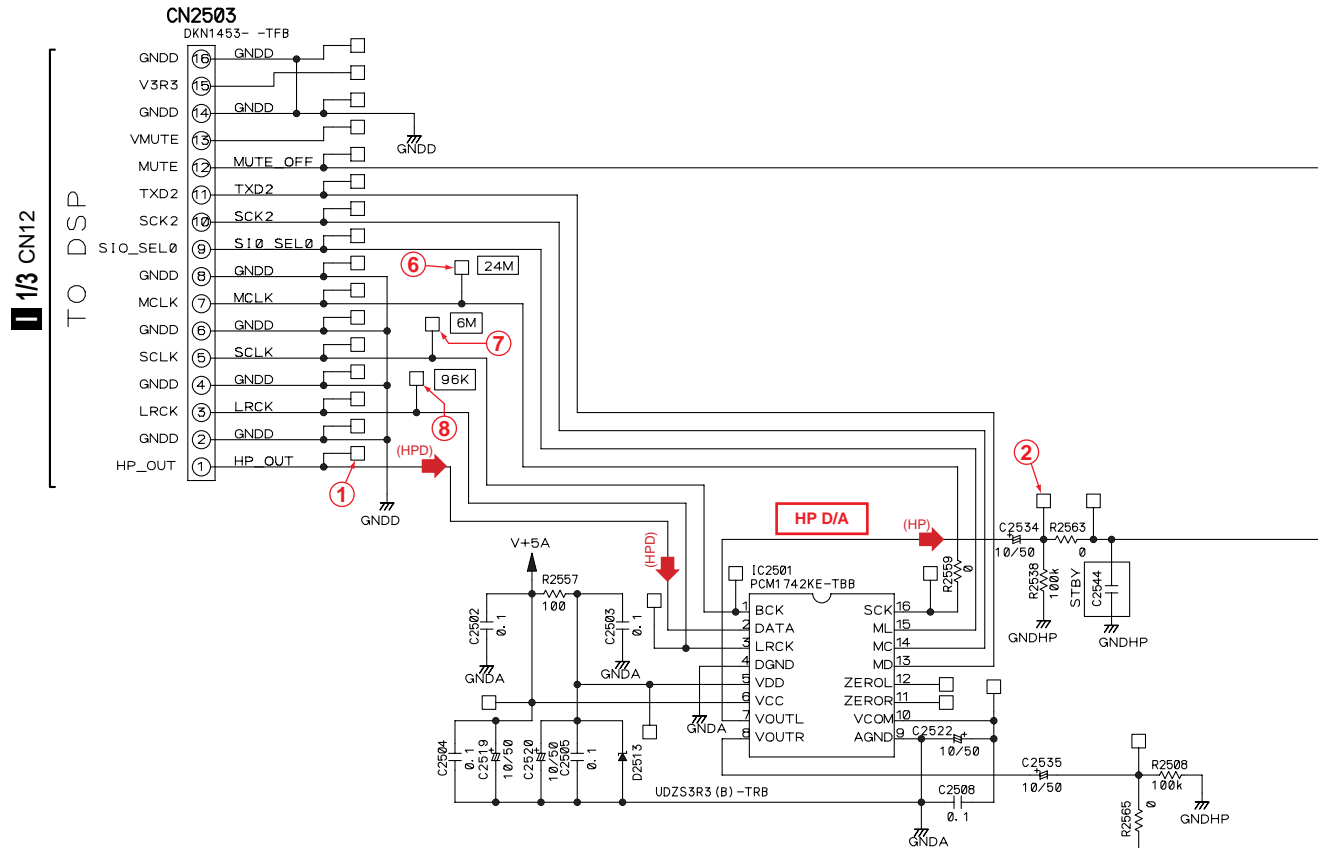 CN2503
DKN1453- -TFB
GNDD 16 GNDD
V3R3 15
GNDD 14 GNDD
VMUTE 13
GNDD
MUTE 12 MUTE_OFF
TXD2 11 TXD2
SCK2 10 SCK2
SIO_SEL0 9 SI0_SEL0
GNDD 8 GNDD
6 24M
MCLK 7 MCLK
GNDD 6 GNDD
6M
7
SCLK 5 SCLK
GNDD 4 GNDD
96K
LRCK 3 LRCK
8
GNDD 2 GNDD
HP_OUT 1 HP_OUT
(HPD)
1
GNDD
I 1/3 CN12
TO DSP
2
HP D/A
(HP)
C2534
10/50
R2563
0
R2538
100k
GNDHP
STBY
C2544
GNDHP
R2559
0
(HPD)
V+5A
R2557
100
C2502
0.1
GNDA
C2503
0.1
GNDA
IC2501
PCM1742KE-TBB
1 BCK SCK 16
2 DATA ML 15
3 LRCK MC 14
4 DGND MD 13
5 VDD ZEROL 12
6 VCC ZEROR 11
7 VOUTL VCOM 10
8 VOUTR AGND 9
GNDA
C2522
10/50
C2504
0.1
C2519
10/50
C2520
10/50
C2505
0.1
D2513
UDZS3R3(B)-TRB
C2508
0.1
GNDA
C2535
10/50
R2508
100k
GNDHP
R2565
0